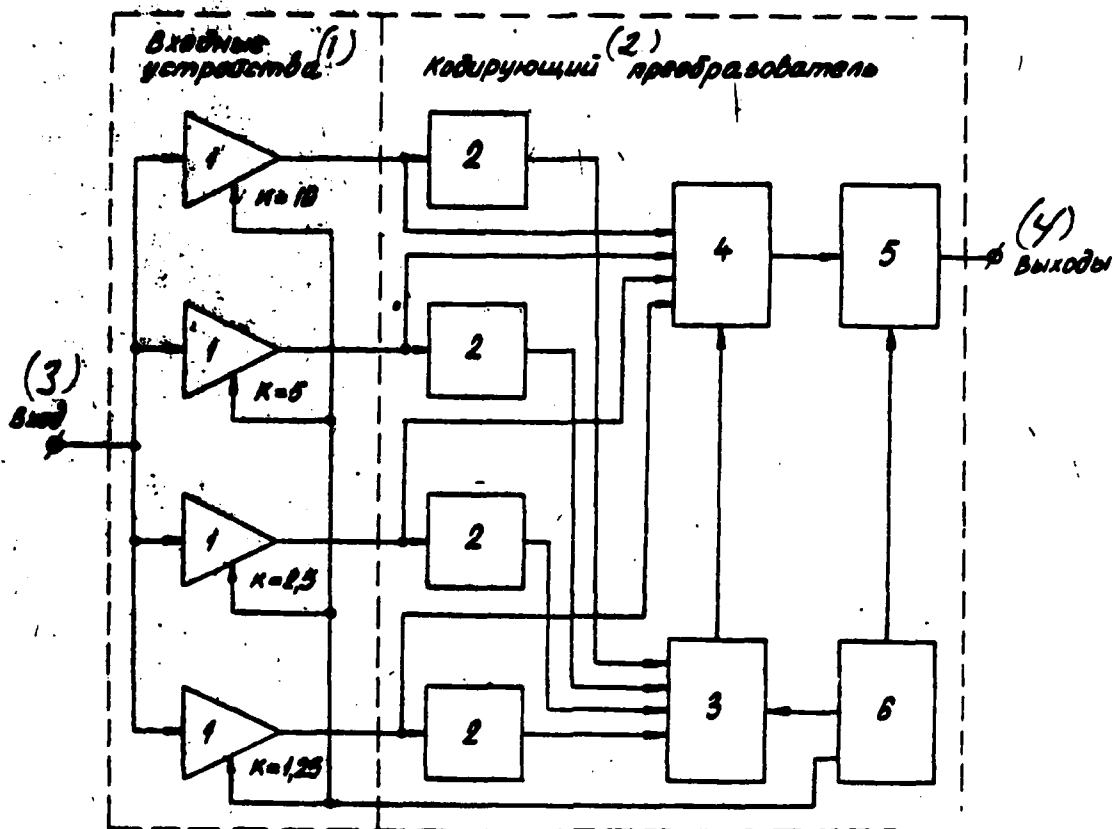 Входные (1)
устройства
(2)
Кодирующий преобразователь
1
К=10
2
4
5
(4)
Выходы
1
К=5
2
(3)
Вход
1
К=2,5
2
1
К=1,25
2
3
6